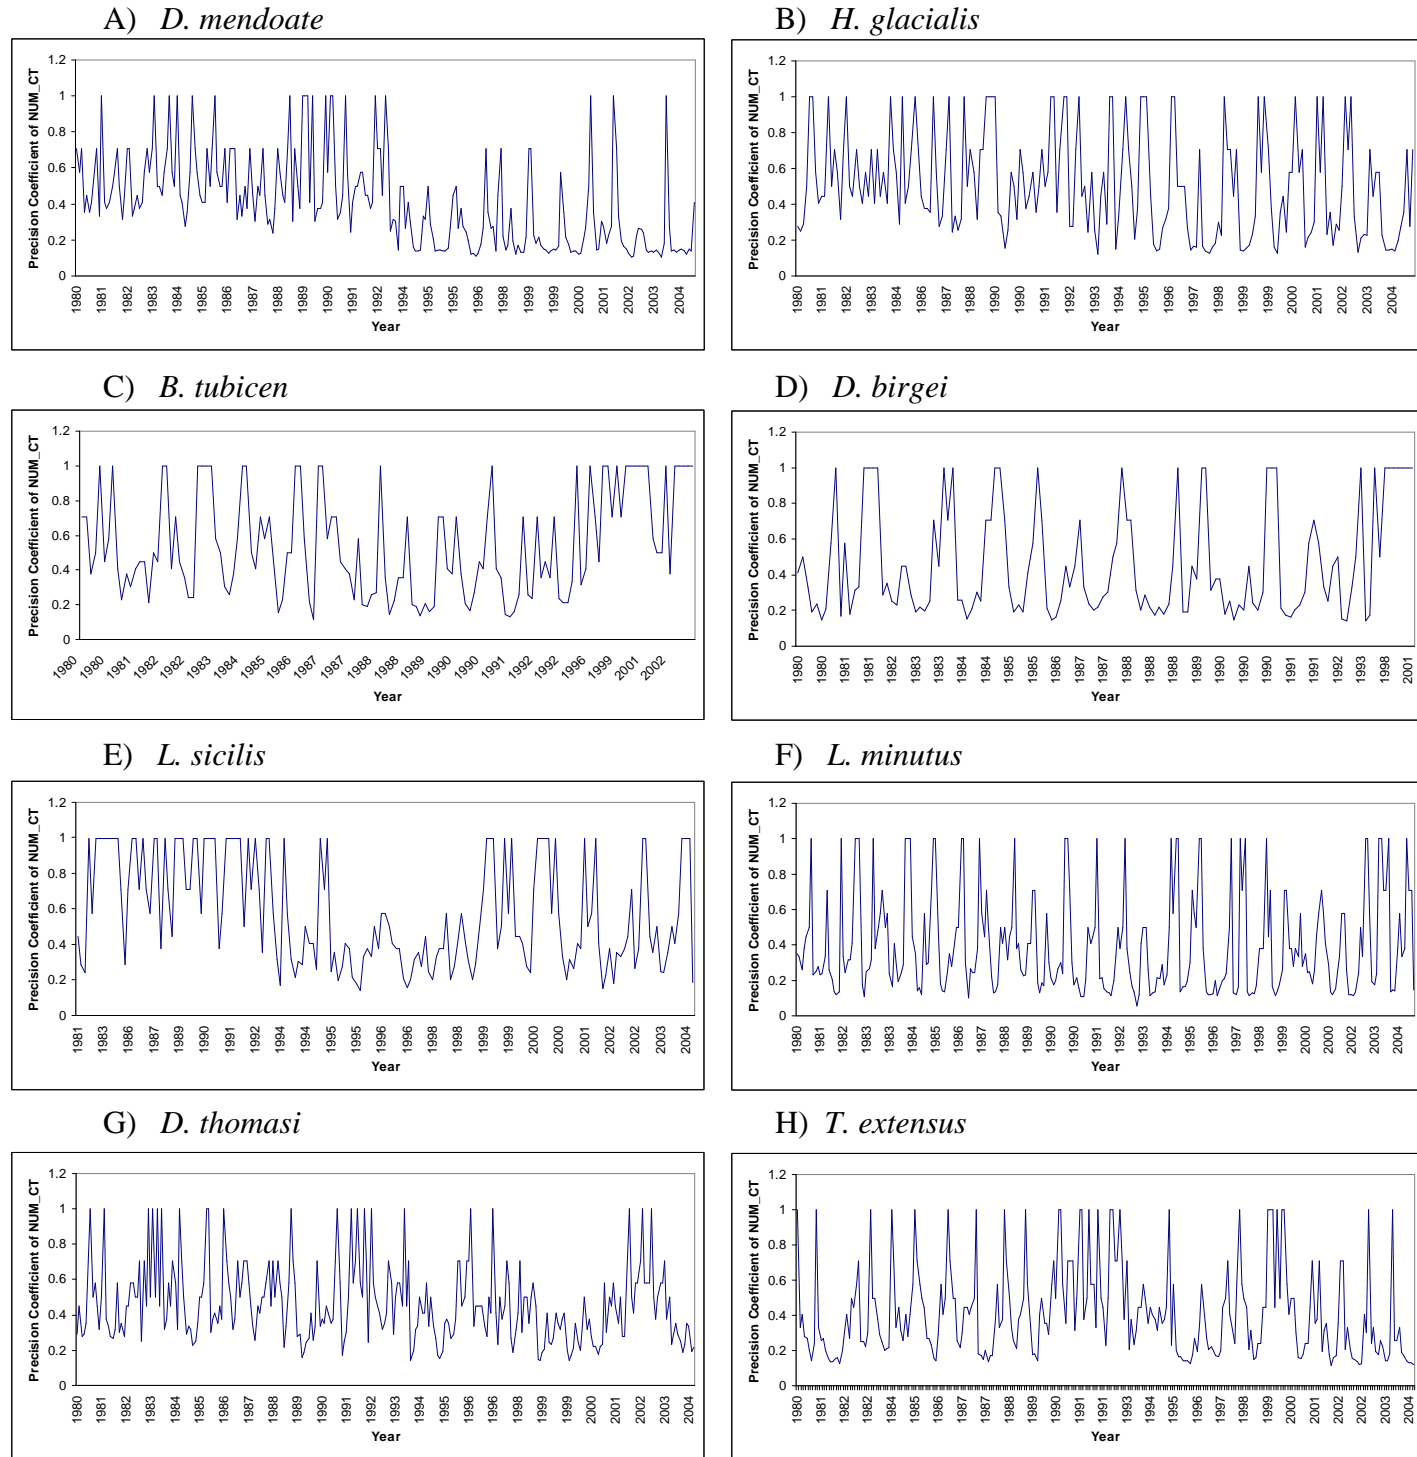 A) D. mendoate
B) H. glacialis
1.2
1
0.8
0.6
0.4
0.2
0
Precision Coefficient of NUM_CT
1980 1981 1982 1983 1984 1985 1986 1987 1988 1989 1990 1991 1992 1994 1995 1995 1996 1998 1999 2000 2001 2002 2003 2004
Year
1.2
1
0.8
0.6
0.4
0.2
0
Precision Coefficient of NUM_CT
1980 1981 1982 1983 1984 1985 1987 1988 1990 1990 1991 1992 1993 1994 1995 1996 1997 1998 1999 1999 2000 2001 2002 2003 2004
Year
C) B. tubicen
D) D. birgei
1.2
1
0.8
0.6
0.4
0.2
0
Precision Coefficient of NUM_CT
1980 1980 1981 1982 1982 1983 1984 1985 1986 1987 1987 1988 1988 1989 1990 1990 1991 1992 1992 1996 1999 2001 2002
Year
1.2
1
0.8
0.6
0.4
0.2
0
Precision Coefficient of NUM_CT
1980 1980 1981 1981 1982 1983 1984 1984 1985 1985 1986 1987 1987 1988 1988 1989 1989 1990 1990 1991 1991 1992 1993 1998 2001
Year
E) L. sicilis
F) L. minutus
1.2
1
0.8
0.6
0.4
0.2
0
Precision Coefficient of NUM_CT
1981 1983 1986 1988 1989 1990 1991 1992 1994 1994 1995 1995 1996 1996 1998 1998 1999 1999 2000 2000 2001 2002 2003 2004
Year
1.2
1
0.8
0.6
0.4
0.2
0
Precision Coefficient of NUM_CT
1980 1981 1982 1983 1984 1985 1986 1987 1988 1989 1990 1990 1991 1992 1993 1994 1995 1996 1997 1998 1999 2000 2001 2002 2003 2004
Year
G) D. thomasi
H) T. extensus
1.2
1
0.8
0.6
0.4
0.2
0
Precision Coefficient of NUM_CT
1980 1981 1982 1983 1984 1985 1986 1987 1988 1989 1990 1991 1992 1993 1994 1995 1996 1997 1998 1999 1999 2000 2001 2003 2004
Year
1.2
1
0.8
0.6
0.4
0.2
0
Precision Coefficient of NUM_CT
1980 1981 1982 1983 1984 1985 1986 1987 1988 1989 1990 1991 1992 1993 1994 1995 1996 1997 1998 1999 2000 2001 2002 2003 2004
Year